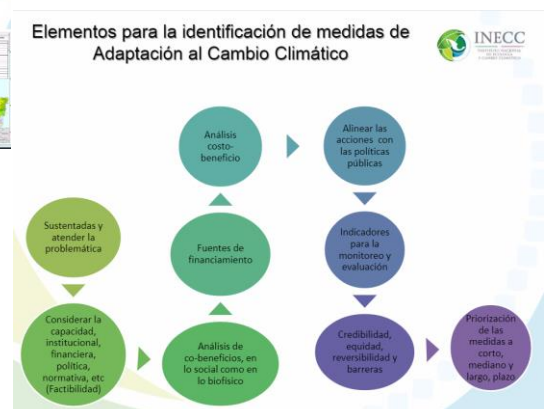 Elementos para la identificación de medidas de
Adaptación al Cambio Climático
INECC
Sustentadas y
atender la
problemática
Considerar la
capacidad,
institucional,
financiera,
política,
normativa, etc
(Factibilidad)
Análisis de
co-beneficios, en
lo social como en
lo biofísico
Fuentes de
financiamiento
Análisis
costo-
beneficio
Alinear las
acciones con
las políticas
públicas
Indicadores
para la
monitoreo y
evaluación
Credibilidad,
equidad,
reversibilidad y
barreras
Priorización
de las
medidas a
corto,
mediano y
largo, plazo